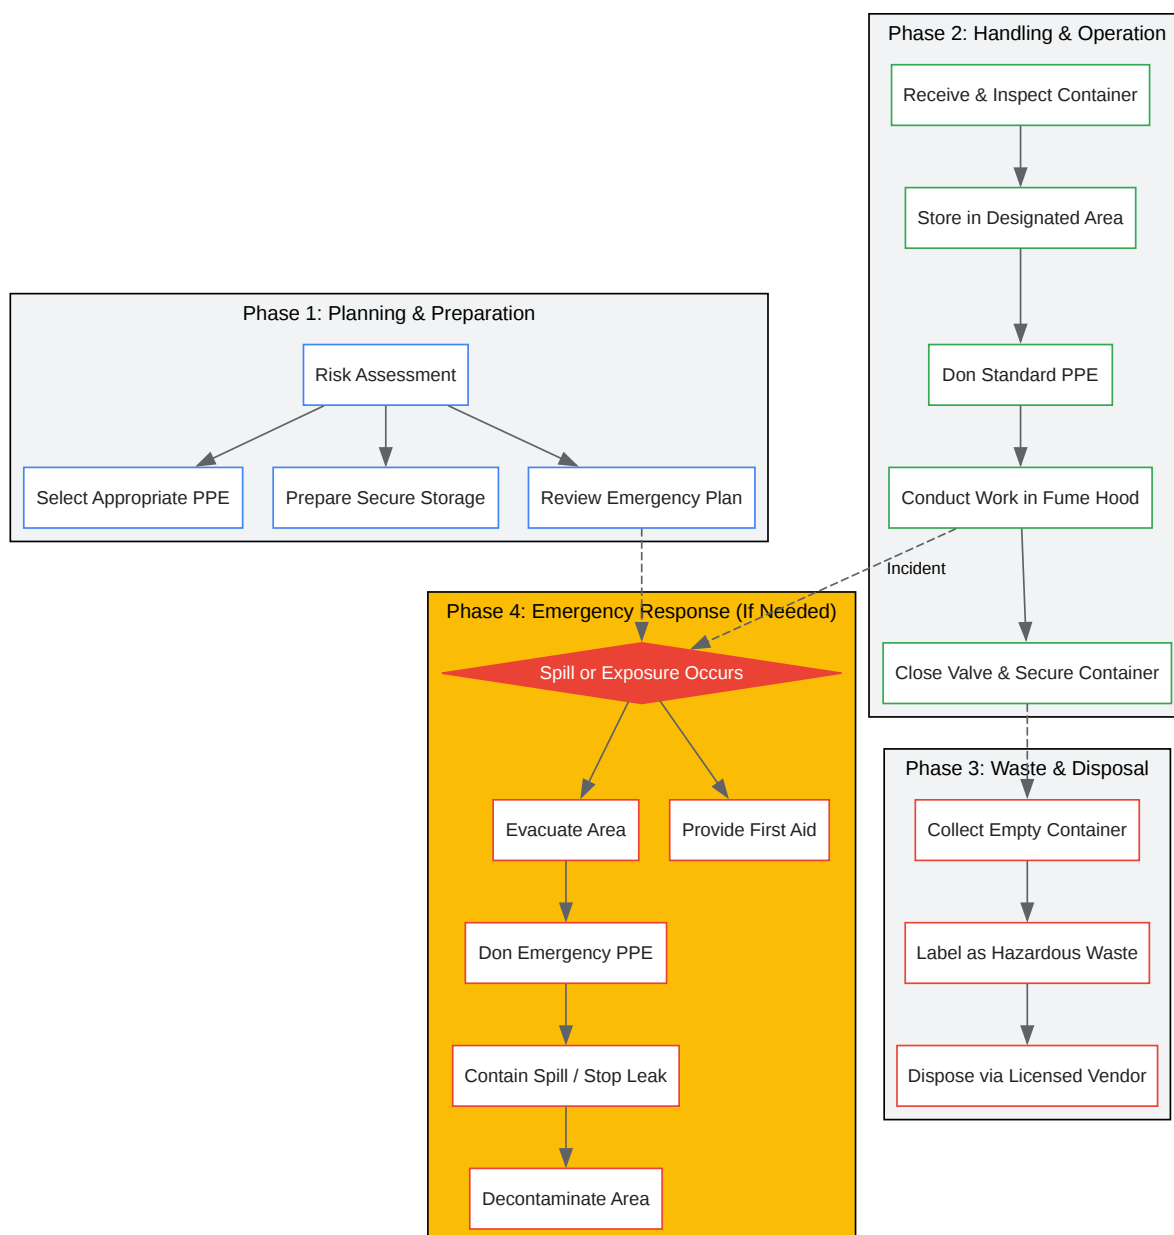 Phase 2: Handling & Operation
Receive & Inspect Container
Store in Designated Area
Phase 1: Planning & Preparation
Risk Assessment
Don Standard PPE
Select Appropriate PPE
Prepare Secure Storage
Review Emergency Plan
Conduct Work in Fume Hood
Incident
Phase 4: Emergency Response (If Needed)
Spill or Exposure Occurs
Close Valve & Secure Container
Phase 3: Waste & Disposal
Evacuate Area
Provide First Aid
Collect Empty Container
Don Emergency PPE
Label as Hazardous Waste
Contain Spill / Stop Leak
Dispose via Licensed Vendor
Decontaminate Area